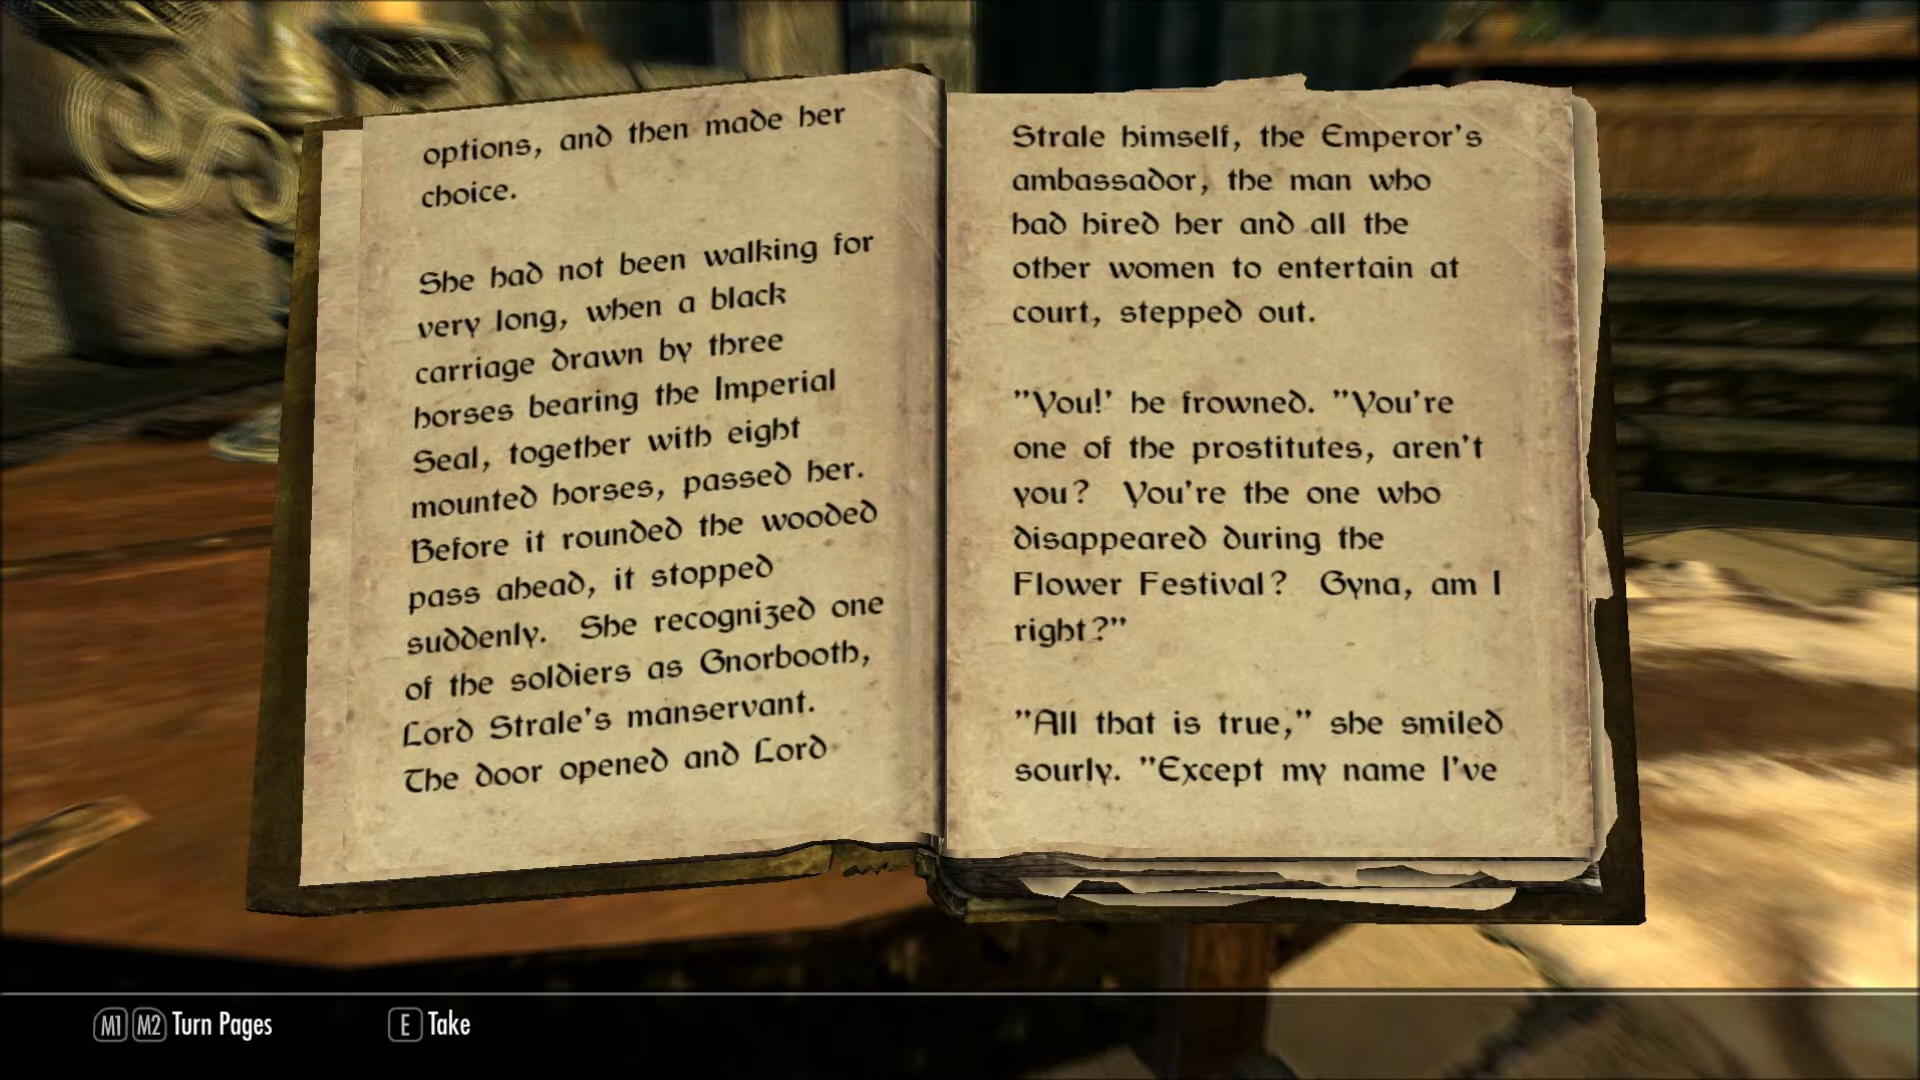 options, and then made her
choice.
She had not been walking for
very long, when a black
carriage drawn by three
horses bearing the Imperial
Seal, together with eight
mounted horses, passed her.
Before it rounded the wooded
pass ahead, it stopped
suddenly.  She recognized one
of the soldiers as Gnorbooth,
Lord Strale's manservant.
The door opened and Lord
Strale himself, the Emperor's
ambassador, the man who
had hired her and all the
other women to entertain at
court, stepped out.
"You!' he frowned. "You're
one of the prostitutes, aren't
you?  You're the one who
disappeared during the
Flower Festival?  Gyna, am I
right?"
"All that is true," she smiled
sourly. "Except my name I've
M1 M2 Turn Pages
E Take